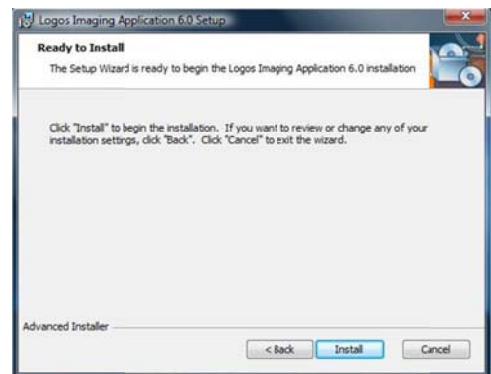 Logos Imaging Application 6.0 Setup
Ready to Install
The Setup Wizard is ready to begin the Logos Imaging Application 6.0 installation
Click "Install" to begin the installation. If you want to review or change any of your
installation settings, click "Back". Click "Cancel" to exit the wizard.
Advanced Installer
< Back Install Cancel